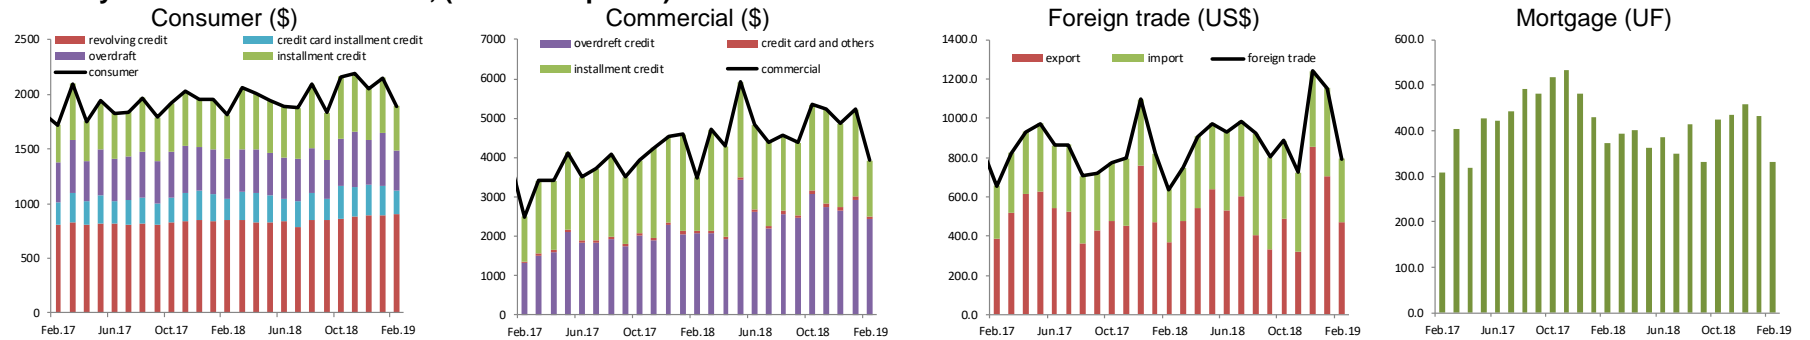 Consumer ($)
2500
2000
1500
1000
500
0
revolving credit
credit card installment credit
overdraft
installment credit
consumer
Feb.17
Jun.17
Oct.17
Feb.18
Jun.18
Oct.18
Feb.19
Commercial ($)
7000
6000
5000
4000
3000
2000
1000
0
overdreft credit
credit card and others
installment credit
commercial
Feb.17
Jun.17
Oct.17
Feb.18
Jun.18
Oct.18
Feb.19
Foreign trade (US$)
1400.0
1200.0
1000.0
800.0
600.0
400.0
200.0
0.0
export
import
foreign trade
Feb.17
Jun.17
Oct.17
Feb.18
Jun.18
Oct.18
Feb.19
Mortgage (UF)
600.0
500.0
400.0
300.0
200.0
100.0
0.0
Feb.17
Jun.17
Oct.17
Feb.18
Jun.18
Oct.18
Feb.19